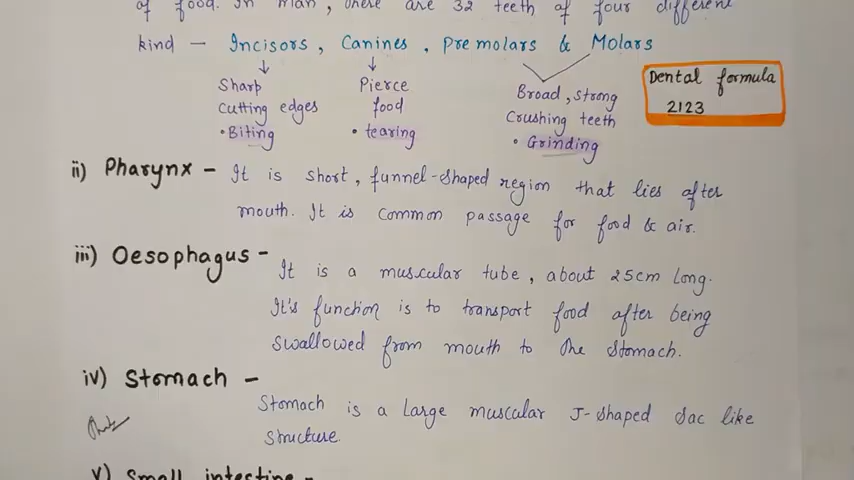 of food. In man, there are 32 teeth of four different
kind - Incisors, Canines, Premolars & Molars
Sharp
cutting edges
• Biting
Pierce
food
• tearing
Broad, strong
Crushing teeth
• Grinding
Dental formula
2123
ii) Pharynx - It is short, funnel-shaped region that lies after
mouth. It is common passage for food & air.
iii) Oesophagus - It is a muscular tube, about 25cm long.
It's function is to transport food after being
swallowed from mouth to the stomach.
iv) Stomach -
Stomach is a large muscular J-shaped sac like
structure.
v) Small intestine -